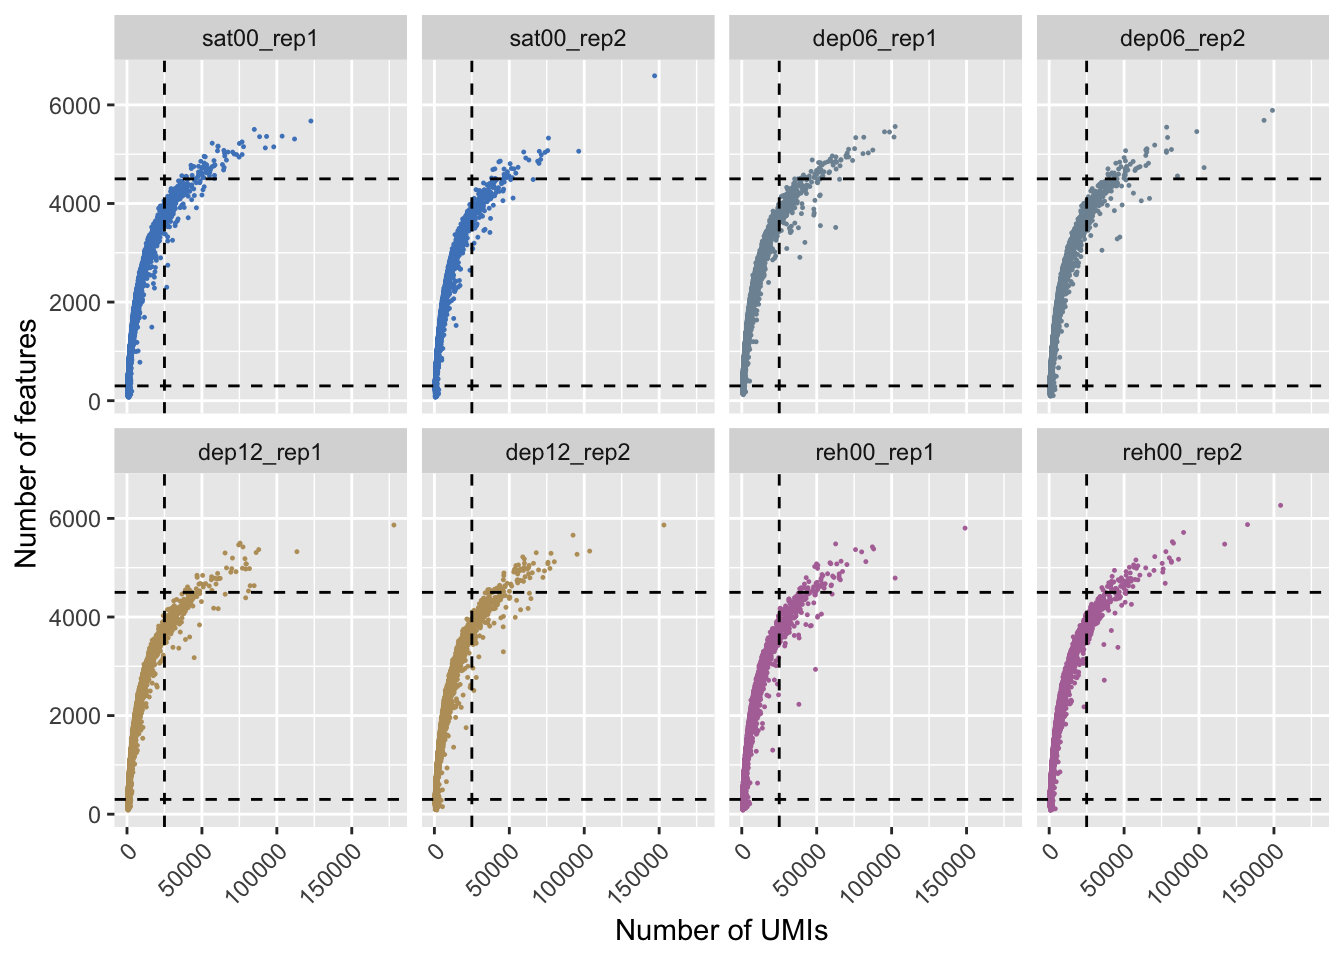 sat00_rep1 sat00_rep2 dep06_rep1 dep06_rep2
6000
4000
2000
0
dep12_rep1 dep12_rep2 reh00_rep1 reh00_rep2
6000
4000
2000
0
0 50000 100000 150000 0 50000 100000 150000 0 50000 100000 150000 0 50000 100000 150000
Number of UMIs
Number of features